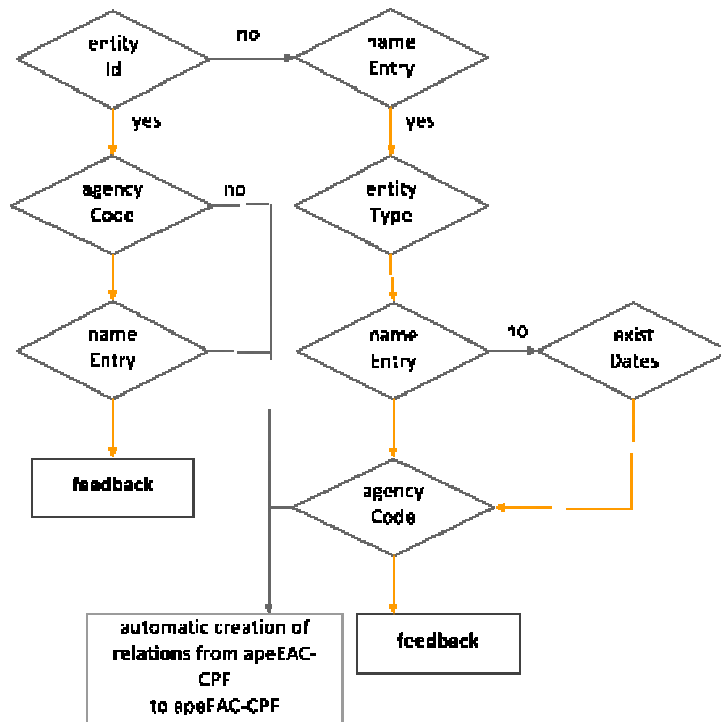 entity
Id
no
name
Entry
yes
yes
agency
Code
no
entity
Type
name
Entry
name
Entry
no
exist
Dates
feedback
agency
Code
automatic creation of
relations from apeEAC-
CPF
to apeEAC-CPF
feedback